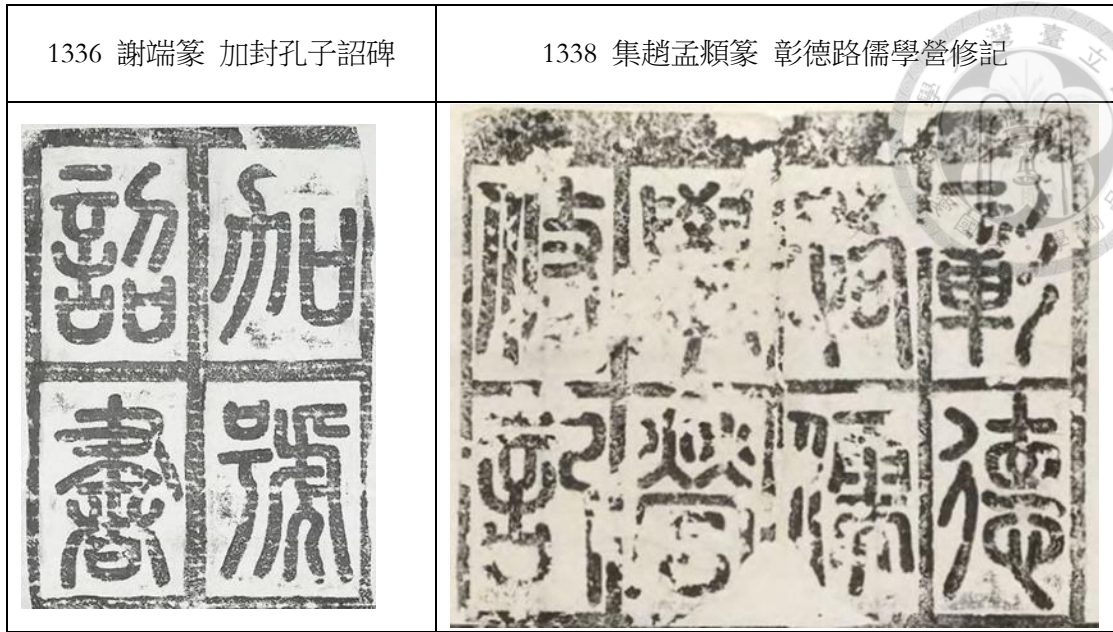 1336 謝端篆 加封孔子詔碑
1338 集趙孟頫篆 彰德路儒學營修記
加號
詔書
彰德
路儒
學營
修記